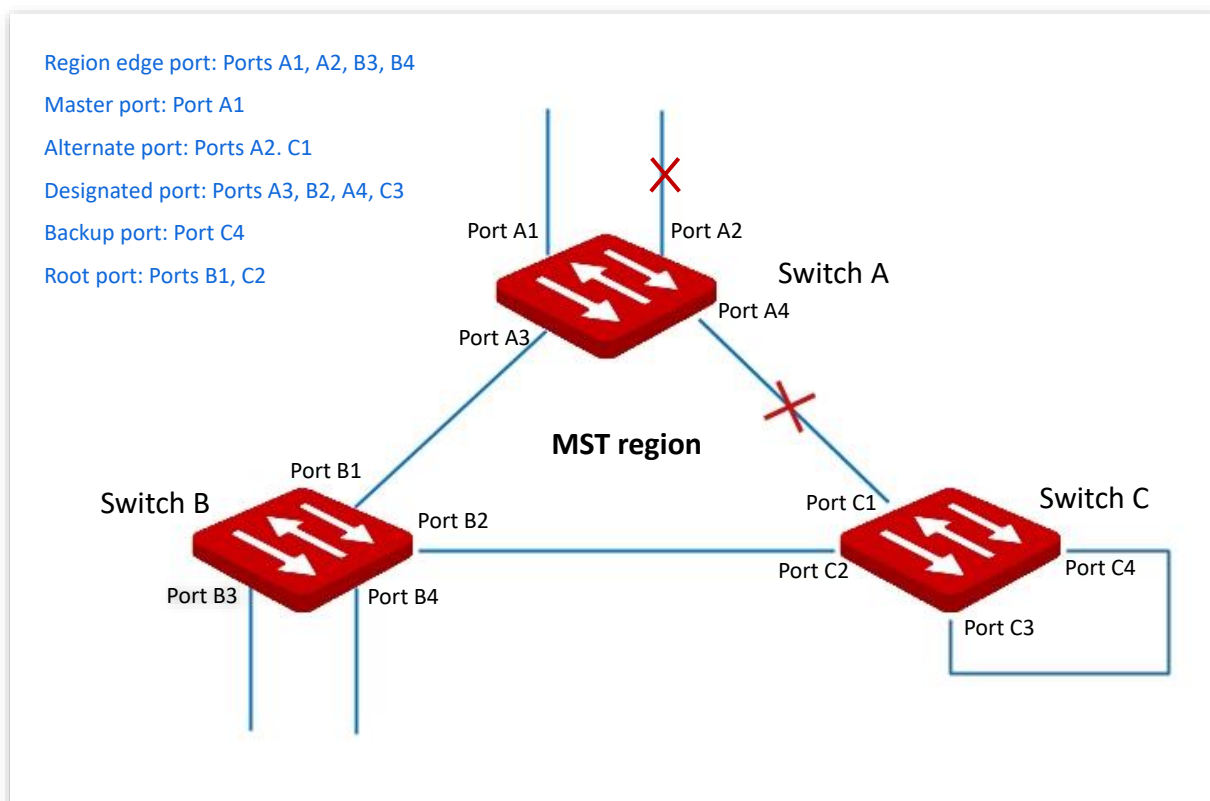 Region edge port: Ports A1, A2, B3, B4
Master port: Port A1
Alternate port: Ports A2. C1
Designated port: Ports A3, B2, A4, C3
Backup port: Port C4
Root port: Ports B1, C2
Port A1
Port A2
Switch A
Port A4
Port A3
MST region
Port B1
Switch B
Port B2
Port C1
Switch C
Port C2
Port C4
Port B3
Port B4
Port C3